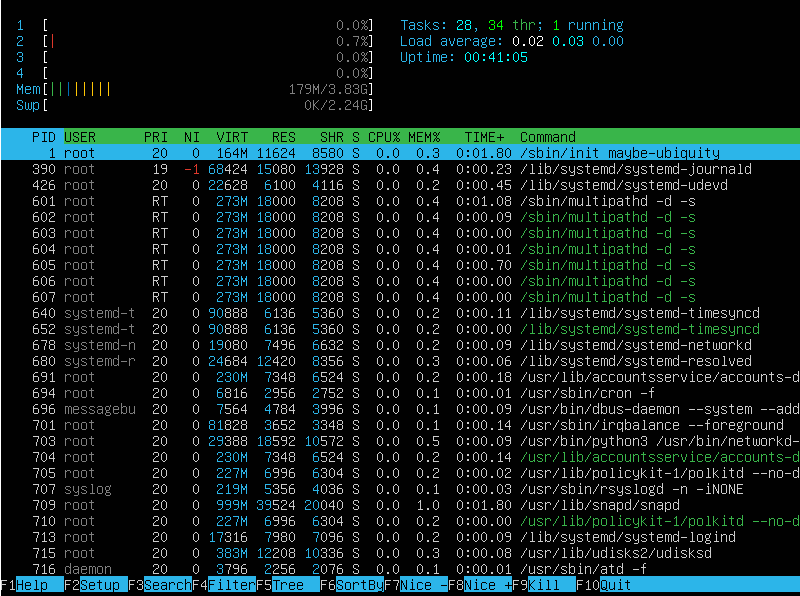 1 [ 0.0%] Tasks: 28, 34 thr; 1 running
2 [| 0.7%] Load average: 0.02 0.03 0.00
3 [ 0.0%] Uptime: 00:41:05
4 [ 0.0%]
Mem[|||||||| 179M/3.83G]
Swp[ 0K/2.24G]
PID USER PRI NI VIRT RES SHR S CPU% MEM% TIME+ Command
1 root 20 0 164M 11624 8580 S 0.0 0.3 0:01.80 /sbin/init maybe-ubiquity
390 root 19 -1 68424 15080 13928 S 0.0 0.4 0:00.23 /lib/systemd/systemd-journald
426 root 20 0 22628 6100 4116 S 0.0 0.2 0:00.45 /lib/systemd/systemd-udevd
601 root RT 0 273M 18000 8208 S 0.0 0.4 0:01.08 /sbin/multipathd -d -s
602 root RT 0 273M 18000 8208 S 0.0 0.4 0:00.09 /sbin/multipathd -d -s
603 root RT 0 273M 18000 8208 S 0.0 0.4 0:00.00 /sbin/multipathd -d -s
604 root RT 0 273M 18000 8208 S 0.0 0.4 0:00.01 /sbin/multipathd -d -s
605 root RT 0 273M 18000 8208 S 0.0 0.4 0:00.70 /sbin/multipathd -d -s
606 root RT 0 273M 18000 8208 S 0.0 0.4 0:00.00 /sbin/multipathd -d -s
607 root RT 0 273M 18000 8208 S 0.0 0.4 0:00.00 /sbin/multipathd -d -s
640 systemd-t 20 0 90888 6136 5360 S 0.0 0.2 0:00.11 /lib/systemd/systemd-timesyncd
652 systemd-t 20 0 90888 6136 5360 S 0.0 0.2 0:00.00 /lib/systemd/systemd-timesyncd
678 systemd-n 20 0 19080 7496 6632 S 0.0 0.2 0:00.09 /lib/systemd/systemd-networkd
680 systemd-r 20 0 24684 12420 8356 S 0.0 0.3 0:00.06 /lib/systemd/systemd-resolved
691 root 20 0 230M 7348 6524 S 0.0 0.2 0:00.18 /usr/lib/accountsservice/accounts-d
694 root 20 0 6816 2956 2752 S 0.0 0.1 0:00.01 /usr/sbin/cron -f
696 messagebu 20 0 7564 4784 3996 S 0.0 0.1 0:00.09 /usr/bin/dbus-daemon --system --add
701 root 20 0 81828 3652 3348 S 0.0 0.1 0:00.14 /usr/sbin/irqbalance --foreground
703 root 20 0 29388 18592 10572 S 0.0 0.5 0:00.09 /usr/bin/python3 /usr/bin/networkd-
704 root 20 0 230M 7348 6524 S 0.0 0.2 0:00.14 /usr/lib/accountsservice/accounts-d
705 root 20 0 227M 6996 6304 S 0.0 0.2 0:00.02 /usr/lib/policykit-1/polkitd --no-d
707 syslog 20 0 219M 5356 4036 S 0.0 0.1 0:00.03 /usr/sbin/rsyslogd -n -iNONE
709 root 20 0 999M 39524 20040 S 0.0 1.0 0:01.80 /usr/lib/snapd/snapd
710 root 20 0 227M 6996 6304 S 0.0 0.2 0:00.00 /usr/lib/policykit-1/polkitd --no-d
713 root 20 0 17316 7980 7096 S 0.0 0.2 0:00.09 /lib/systemd/systemd-logind
715 root 20 0 383M 12208 10336 S 0.0 0.3 0:00.08 /usr/lib/udisks2/udisksd
716 daemon 20 0 3796 2256 2076 S 0.0 0.1 0:00.01 /usr/sbin/atd -f
F1Help F2Setup F3SearchF4FilterF5Tree F6SortByF7Nice -F8Nice +F9Kill F10Quit